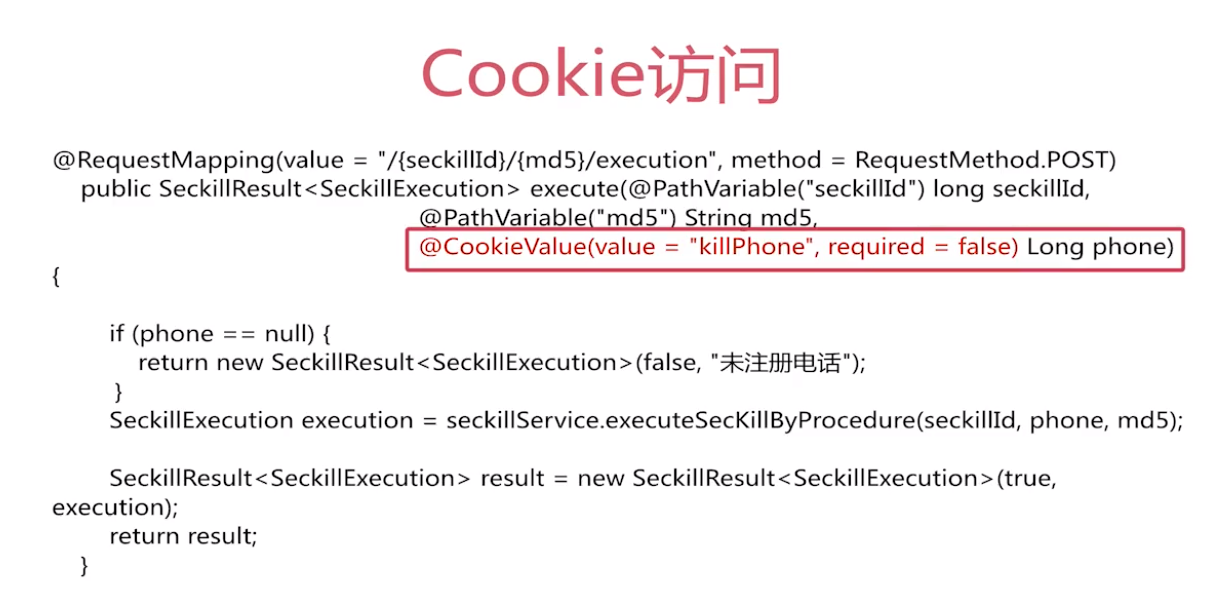 Cookie访问
@RequestMapping(value = "/{seckillId}/{md5}/execution", method = RequestMethod.POST)
public SeckillResult<SeckillExecution> execute(@PathVariable("seckillId") long seckillId,
@PathVariable("md5") String md5,
@CookieValue(value = "killPhone", required = false) Long phone)
{
if (phone == null) {
return new SeckillResult<SeckillExecution>(false, "未注册电话");
}
SeckillExecution execution = seckillService.executeSecKillByProcedure(seckillId, phone, md5);
SeckillResult<SeckillExecution> result = new SeckillResult<SeckillExecution>(true,
execution);
return result;
}